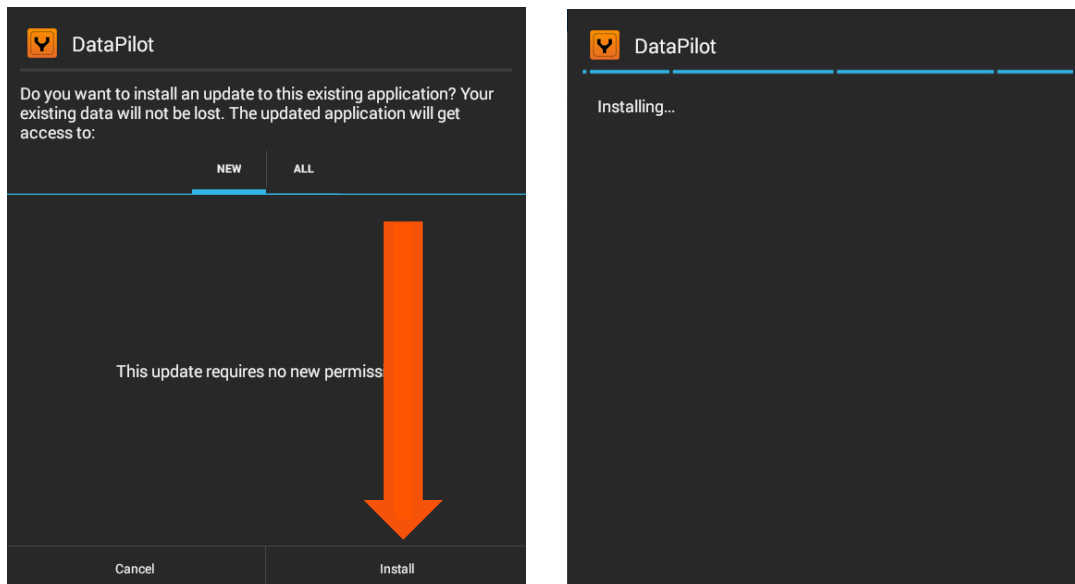 DataPilot
Do you want to install an update to this existing application? Your
existing data will not be lost. The updated application will get
access to:
NEW
ALL
This update requires no new permiss
Cancel
Install
DataPilot
Installing...